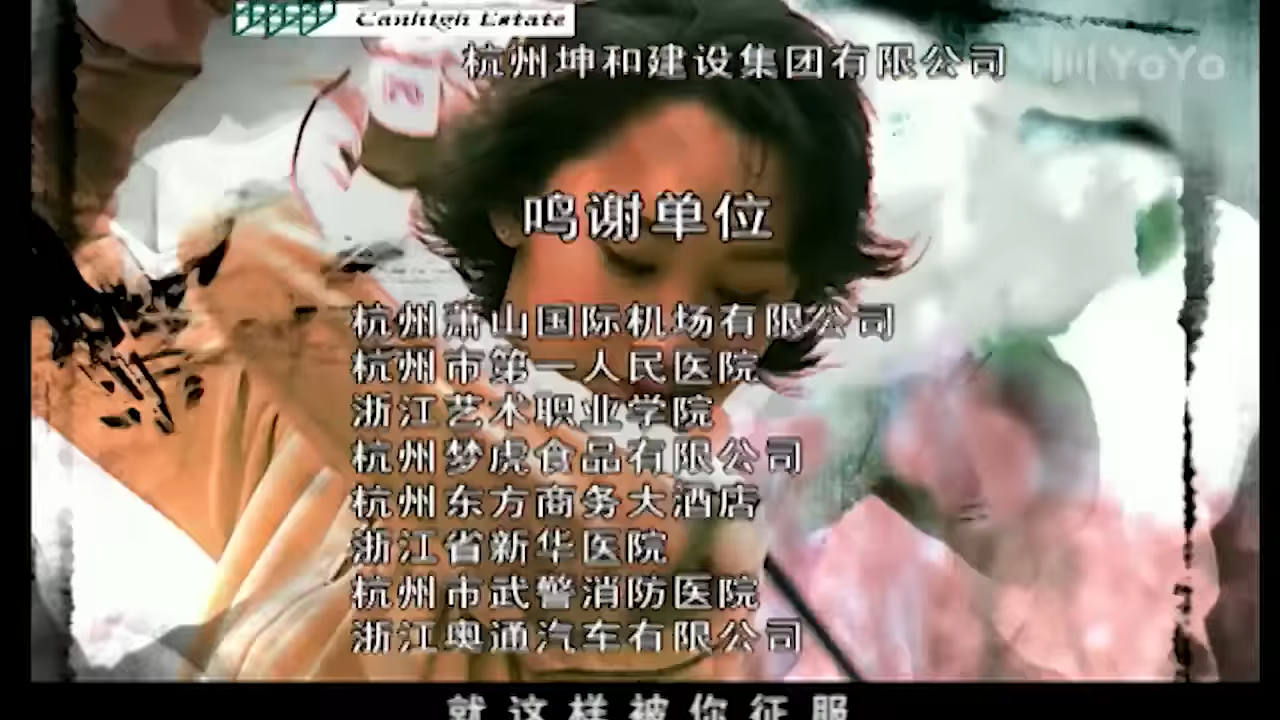 Canhigh Estate
杭州坤和建设集团有限公司
YoYo
鸣谢单位
杭州萧山国际机场有限公司
杭州市第一人民医院
浙江艺术职业学院
杭州梦虎食品有限公司
杭州东方商务大酒店
浙江省新华医院
杭州市武警消防医院
浙江奥通汽车有限公司
就这样被你征服